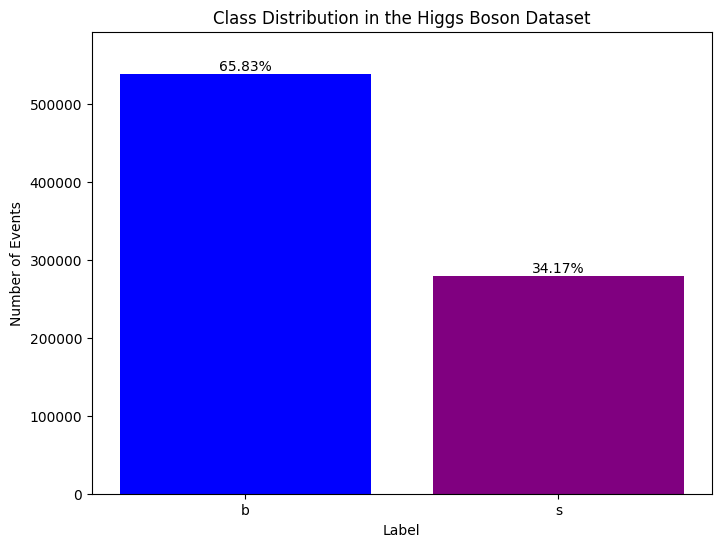 Class Distribution in the Higgs Boson Dataset
65.83%
34.17%
500000
400000
300000
200000
100000
0
Number of Events
b
s
Label